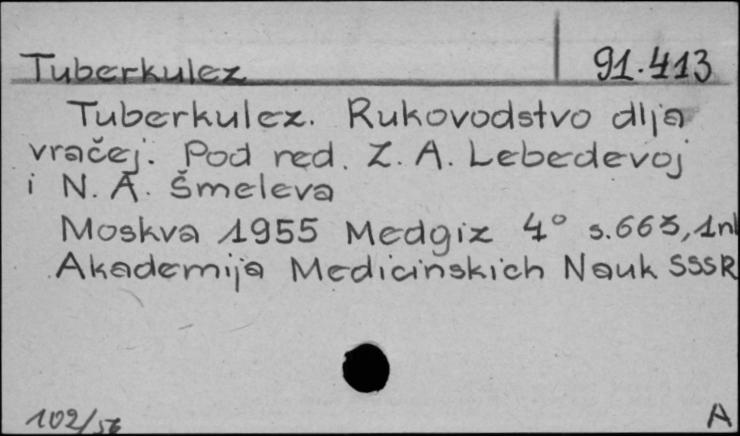 Tuberkulez 91.413
Tuberkulez. Rukovodstvo dlja
vračej. Pod red. Z. A. Lebedevoj
i N. A. Šmeleva
Moskva 1955 Medgiz 4° s. 663, 1nl
Akademija Medicinskich Nauk SSSR
102/56 A